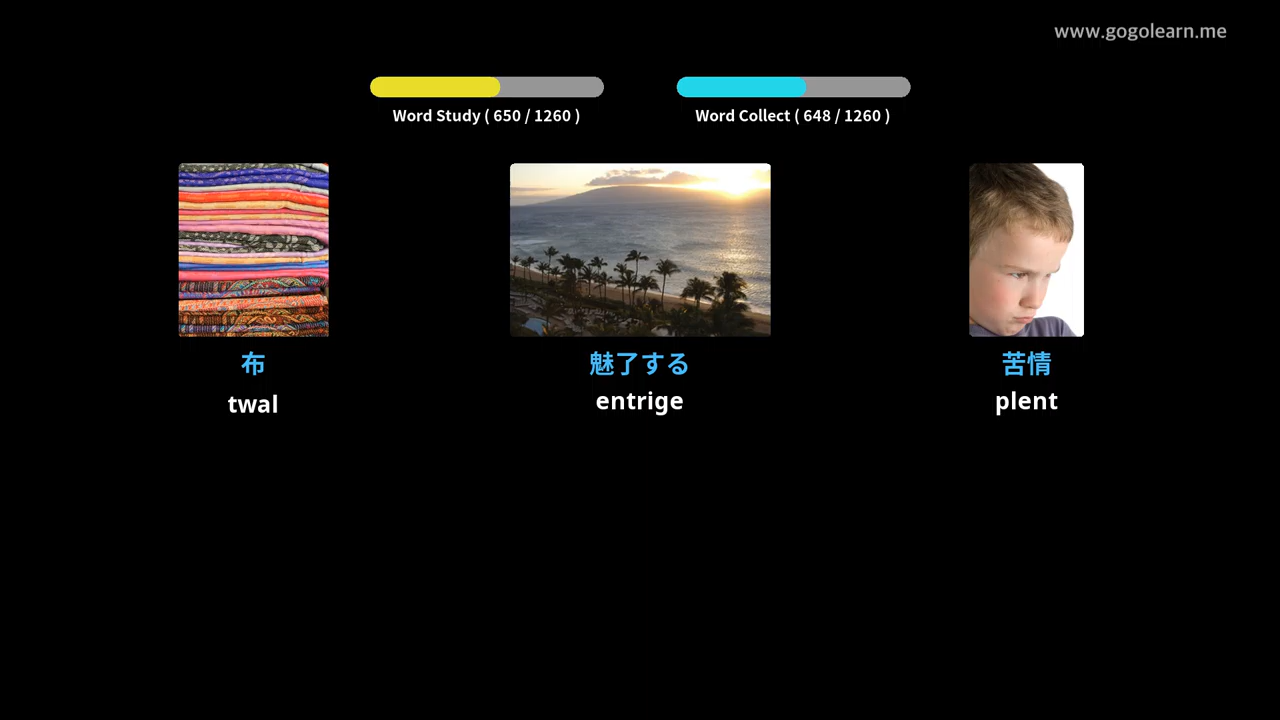 www.gogolearn.me
Word Study ( 650 / 1260 )
Word Collect ( 648 / 1260 )
布
twal
魅了する
entrige
苦情
plent